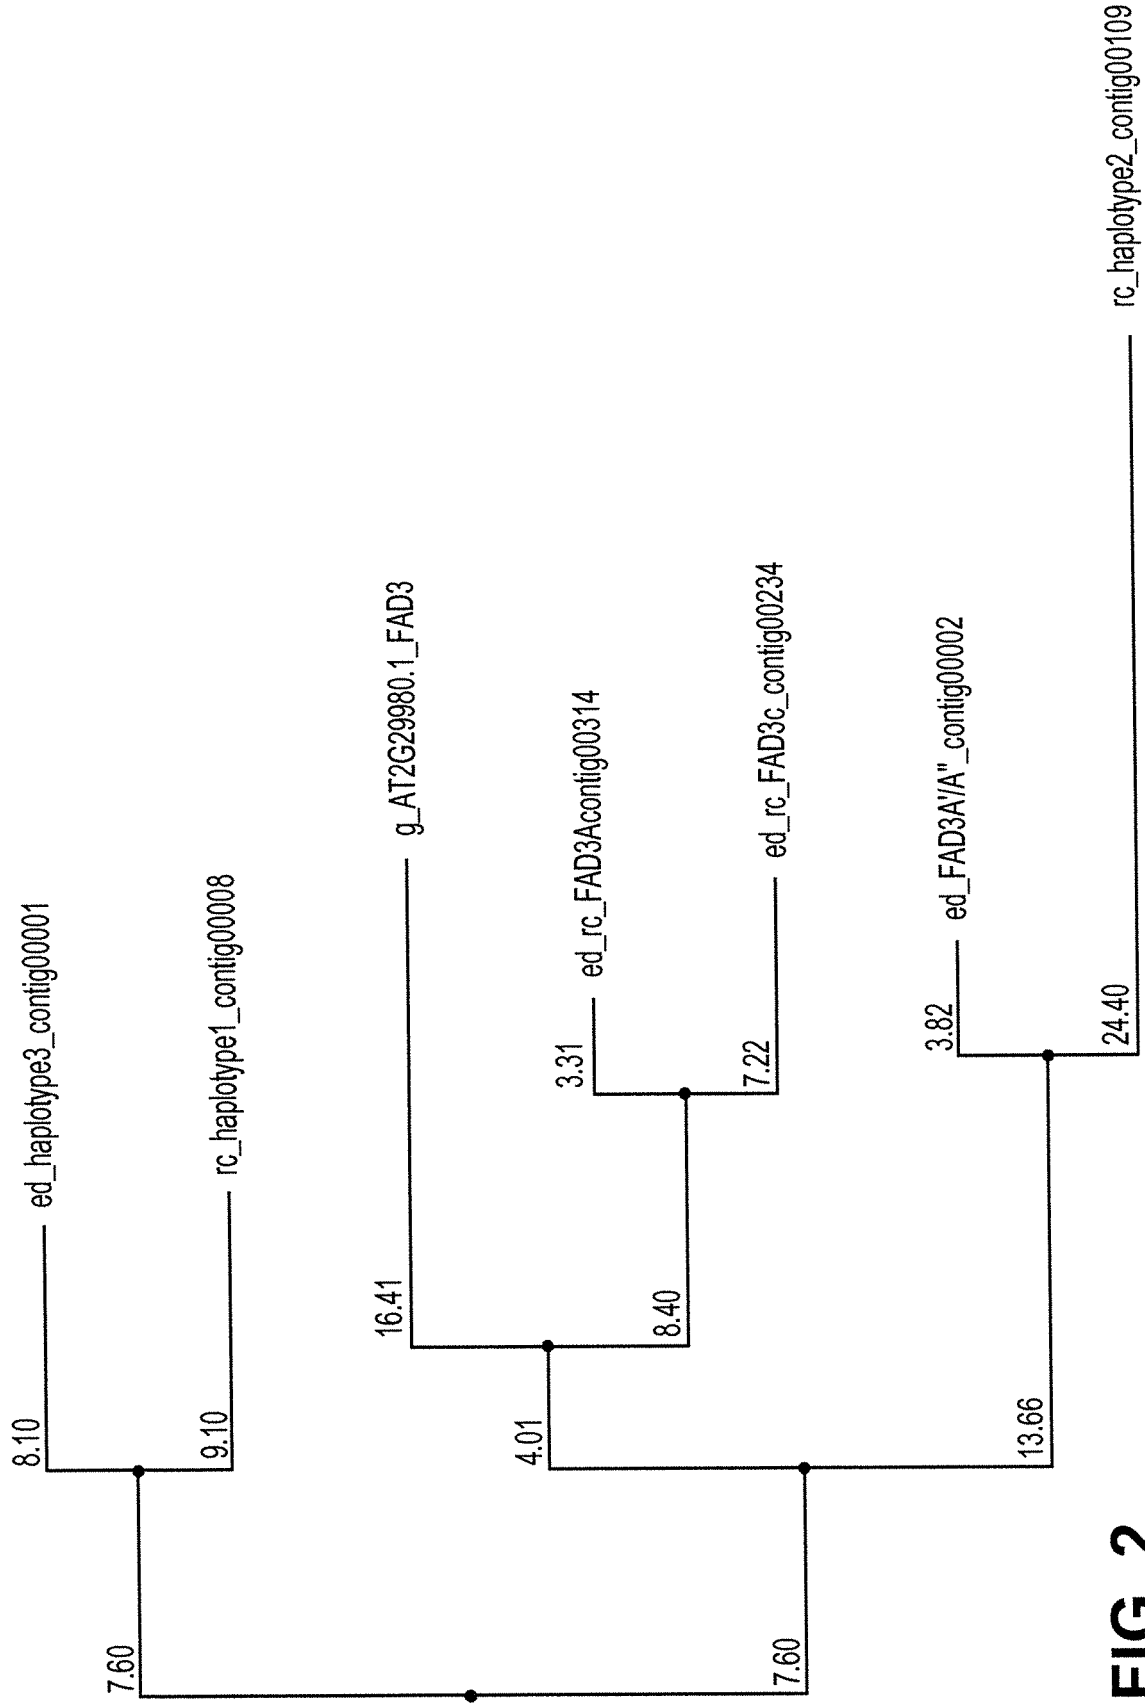 8.10
ed_haplotype3_contig00001
7.60
9.10
rc_haplotype1_contig00008
16.41
g_AT2G29980.1_FAD3
4.01
3.31
ed_rc_FAD3Acontig00314
8.40
7.22
ed_rc_FAD3c_contig00234
7.60
3.82
ed_FAD3A'/A"_contig00002
13.66
24.40
rc_haplotype2_contig00109
FIG 2